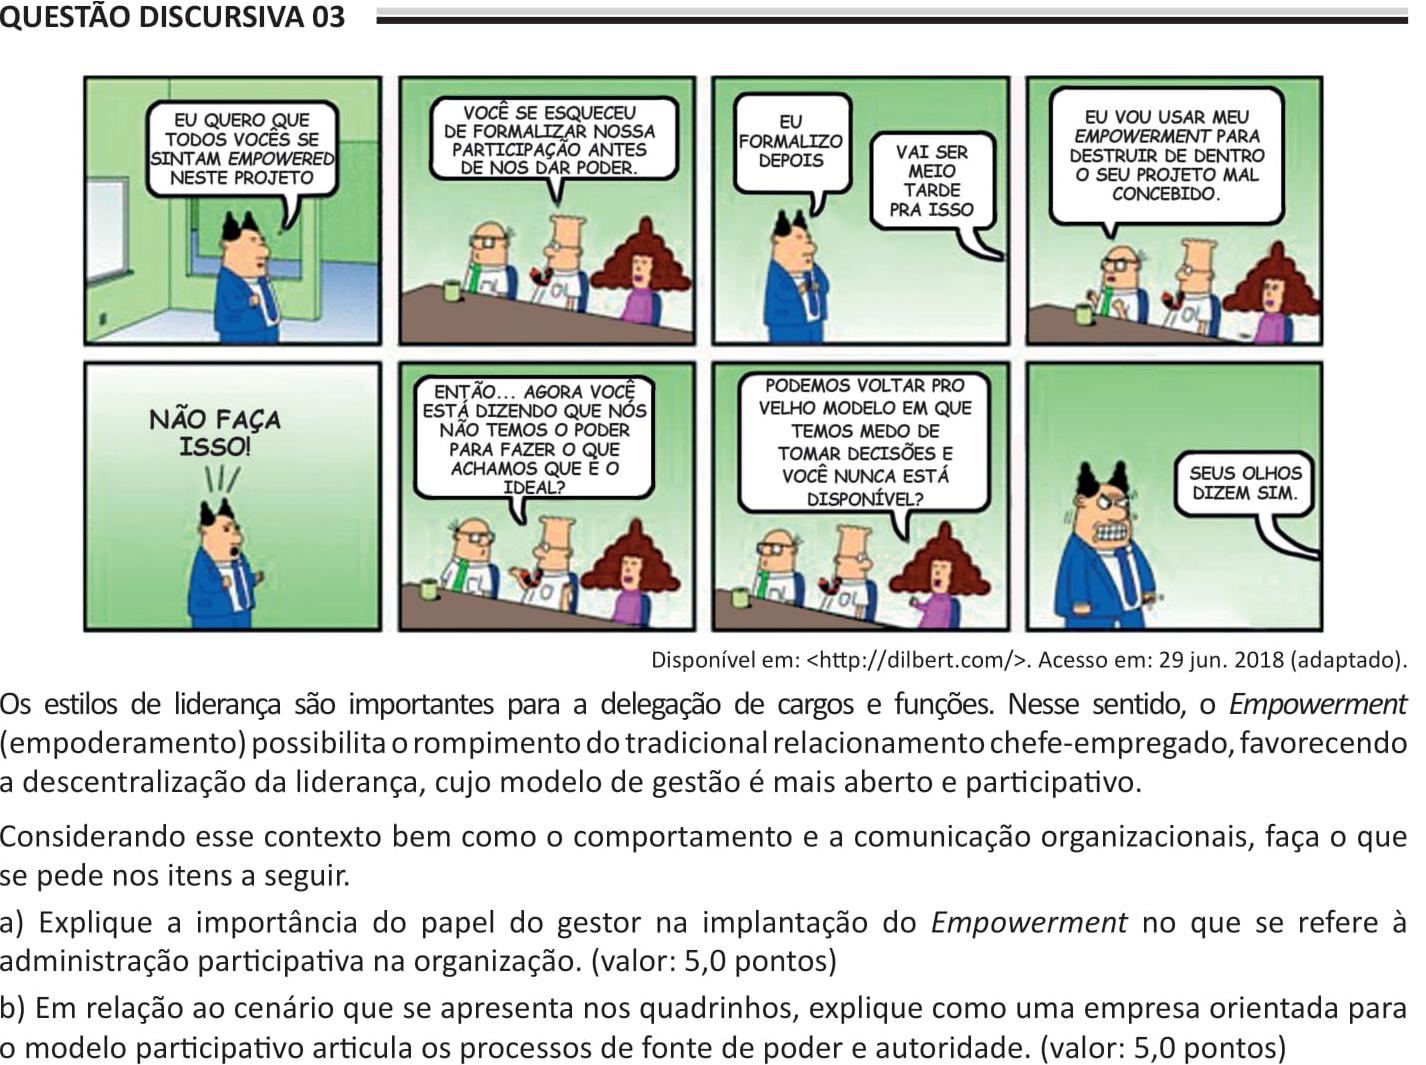 QUESTÃO DISCURSIVA 03
EU QUERO QUE
TODOS VOCÊS SE
SINTAM EMPOWERED
NESTE PROJETO
VOCÊ SE ESQUECEU
DE FORMALIZAR NOSSA
PARTICIPAÇÃO ANTES
DE NOS DAR PODER.
EU
FORMALIZO
DEPOIS
VAI SER
MEIO
TARDE
PRA ISSO
EU VOU USAR MEU
EMPOWERMENT PARA
DESTRUIR DE DENTRO
O SEU PROJETO MAL
CONCEBIDO.
NÃO FAÇA
ISSO!
ENTÃO... AGORA VOCÊ
ESTÁ DIZENDO QUE NÓS
NÃO TEMOS O PODER
PARA FAZER O QUE
ACHAMOS QUE É O
IDEAL?
PODEMOS VOLTAR PRO
VELHO MODELO EM QUE
TEMOS MEDO DE
TOMAR DECISÕES E
VOCÊ NUNCA ESTÁ
DISPONÍVEL?
SEUS OLHOS
DIZEM SIM.
Disponível em: <http://dilbert.com/>. Acesso em: 29 jun. 2018 (adaptado).
Os estilos de liderança são importantes para a delegação de cargos e funções. Nesse sentido, o Empowerment
(empoderamento) possibilita o rompimento do tradicional relacionamento chefe-empregado, favorecendo
a descentralização da liderança, cujo modelo de gestão é mais aberto e participativo.
Considerando esse contexto bem como o comportamento e a comunicação organizacionais, faça o que
se pede nos itens a seguir.
a) Explique a importância do papel do gestor na implantação do Empowerment no que se refere à
administração participativa na organização. (valor: 5,0 pontos)
b) Em relação ao cenário que se apresenta nos quadrinhos, explique como uma empresa orientada para
o modelo participativo articula os processos de fonte de poder e autoridade. (valor: 5,0 pontos)